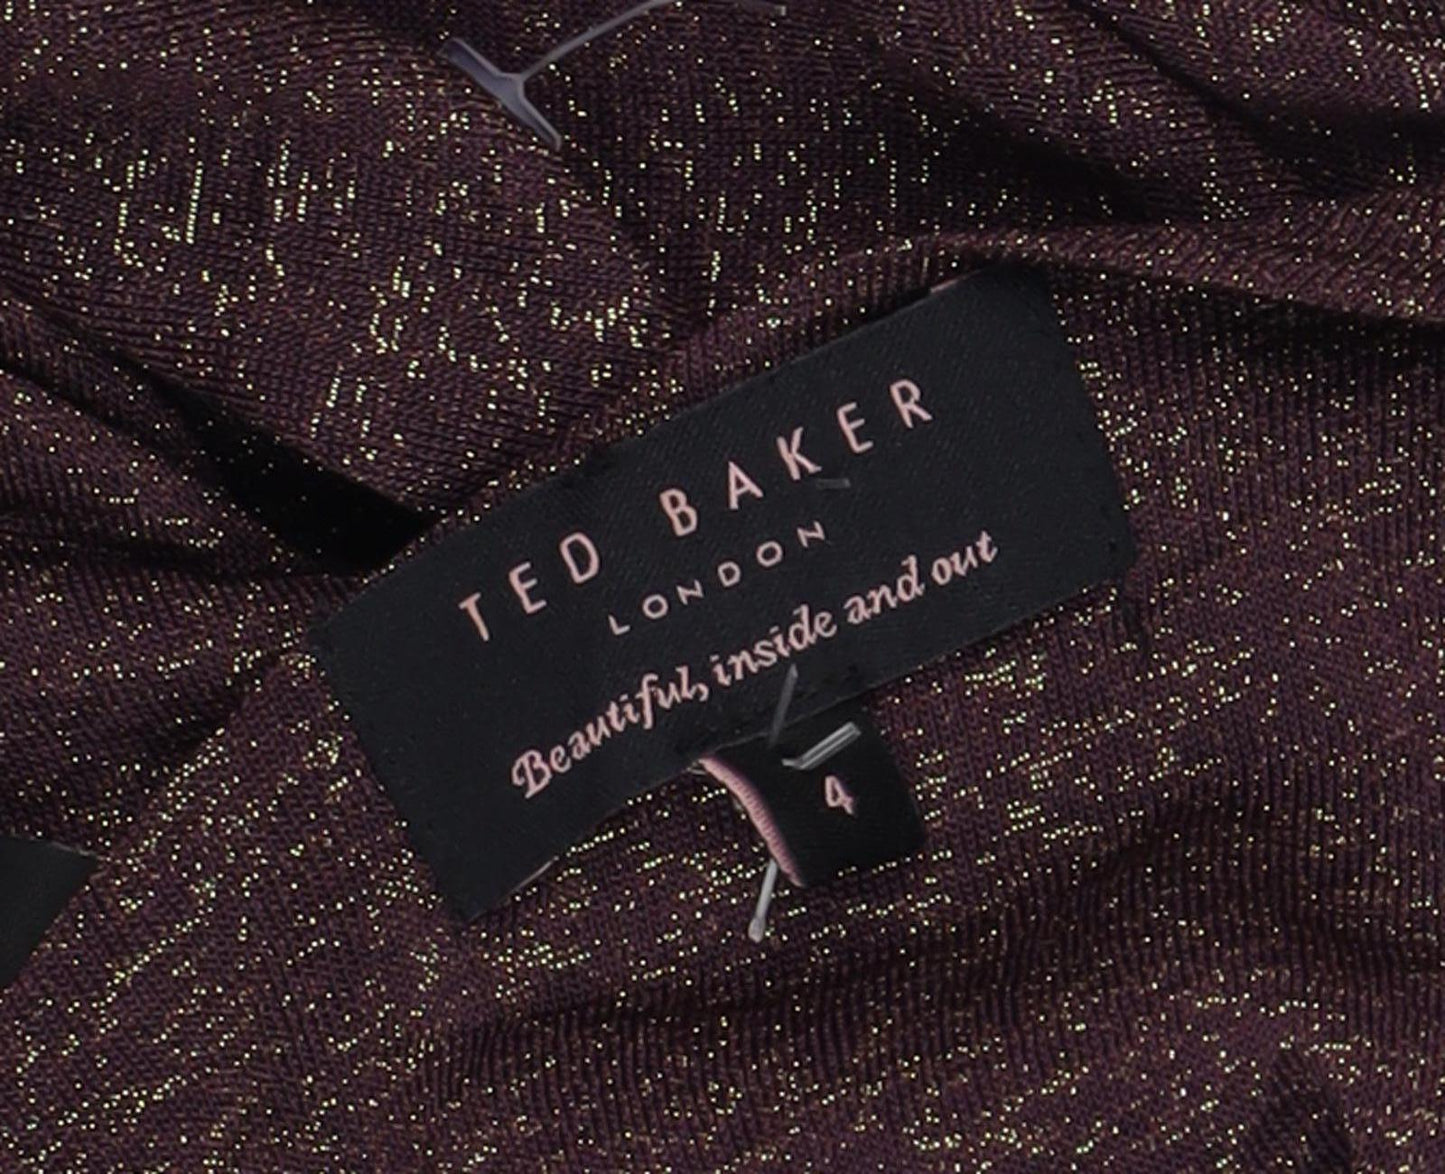 TED BAKER
LONDON
Beautiful, inside and out
4